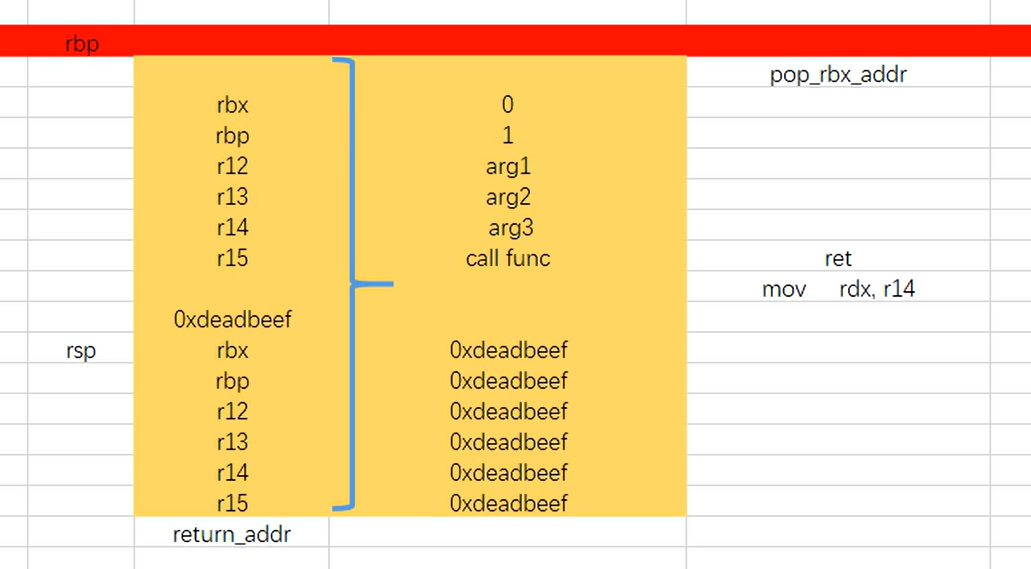 rbp
pop_rbx_addr
rbx 0
rbp 1
r12 arg1
r13 arg2
r14 arg3
r15 call func ret
mov rdx, r14
0xdeadbeef
rsp rbx 0xdeadbeef
rbp 0xdeadbeef
r12 0xdeadbeef
r13 0xdeadbeef
r14 0xdeadbeef
r15 0xdeadbeef
return_addr